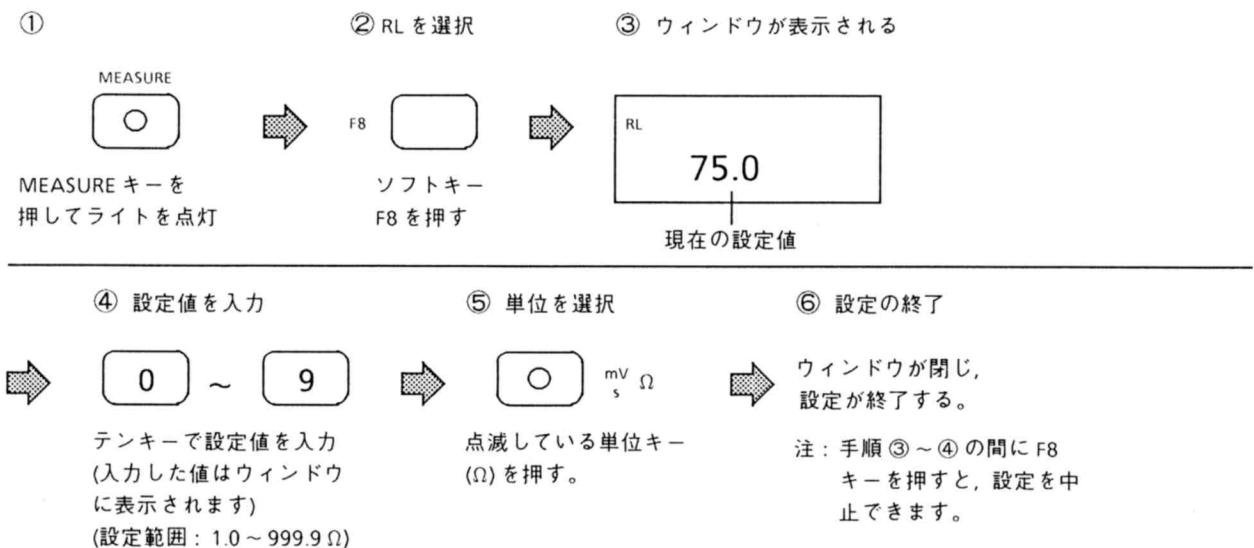 ①
MEASURE
MEASURE キーを
押してライトを点灯
② RL を選択
F8
ソフトキー
F8 を押す
③ ウィンドウが表示される
RL
75.0
現在の設定値
④ 設定値を入力
0 ~ 9
テンキーで設定値を入力
(入力した値はウィンドウ
に表示されます)
(設定範囲 : 1.0 ~ 999.9 Ω)
⑤ 単位を選択
mV
s Ω
点滅している単位キー
(Ω) を押す。
⑥ 設定の終了
ウィンドウが閉じ,
設定が終了する。
注 : 手順 ③ ~ ④ の間に F8
キーを押すと, 設定を中
止できます。